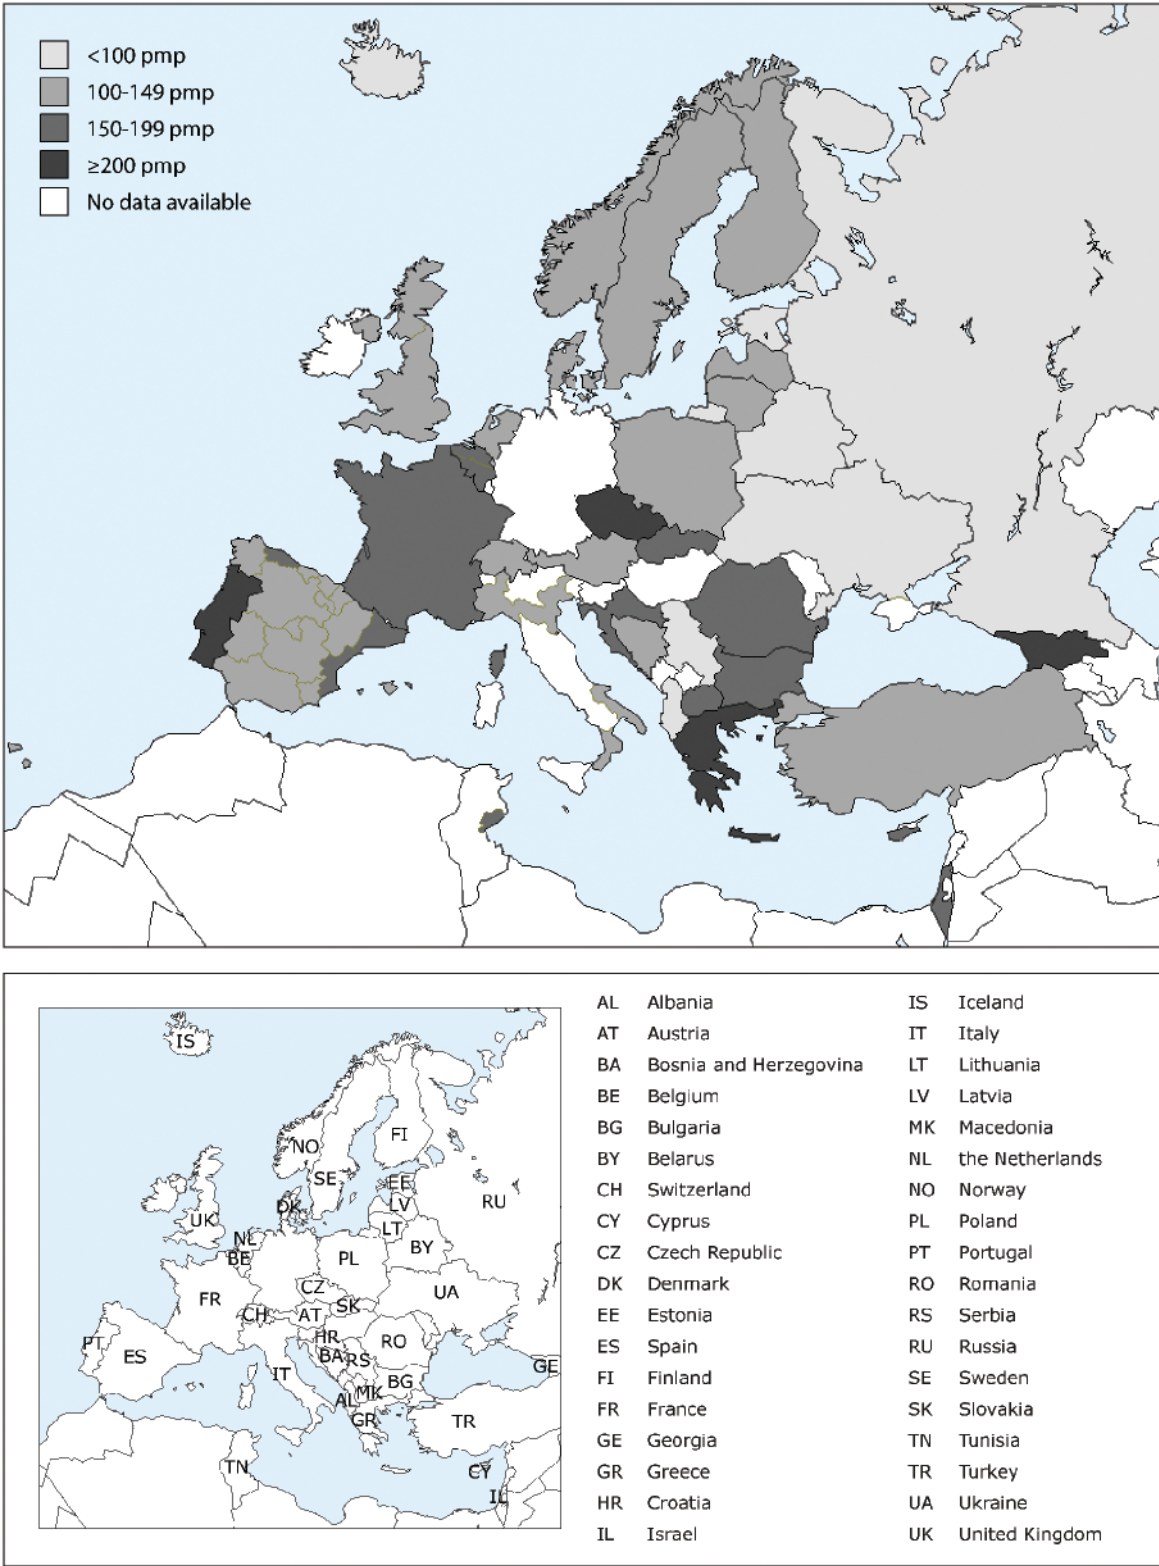 <100 pmp
100-149 pmp
150-199 pmp
≥200 pmp
No data available
IS
NO
FI
SE
EE
RU
DK
LV
UK
LT
NL
BE
BY
PL
CZ
UA
FR
SK
CH
AT
HR
RO
PT
BA
RS
ES
GE
IT
BG
MK
AL
GR
TR
TN
CY
IL
AL Albania
AT Austria
BA Bosnia and Herzegovina
BE Belgium
BG Bulgaria
BY Belarus
CH Switzerland
CY Cyprus
CZ Czech Republic
DK Denmark
EE Estonia
ES Spain
FI Finland
FR France
GE Georgia
GR Greece
HR Croatia
IL Israel
IS Iceland
IT Italy
LT Lithuania
LV Latvia
MK Macedonia
NL the Netherlands
NO Norway
PL Poland
PT Portugal
RO Romania
RS Serbia
RU Russia
SE Sweden
SK Slovakia
TN Tunisia
TR Turkey
UA Ukraine
UK United Kingdom